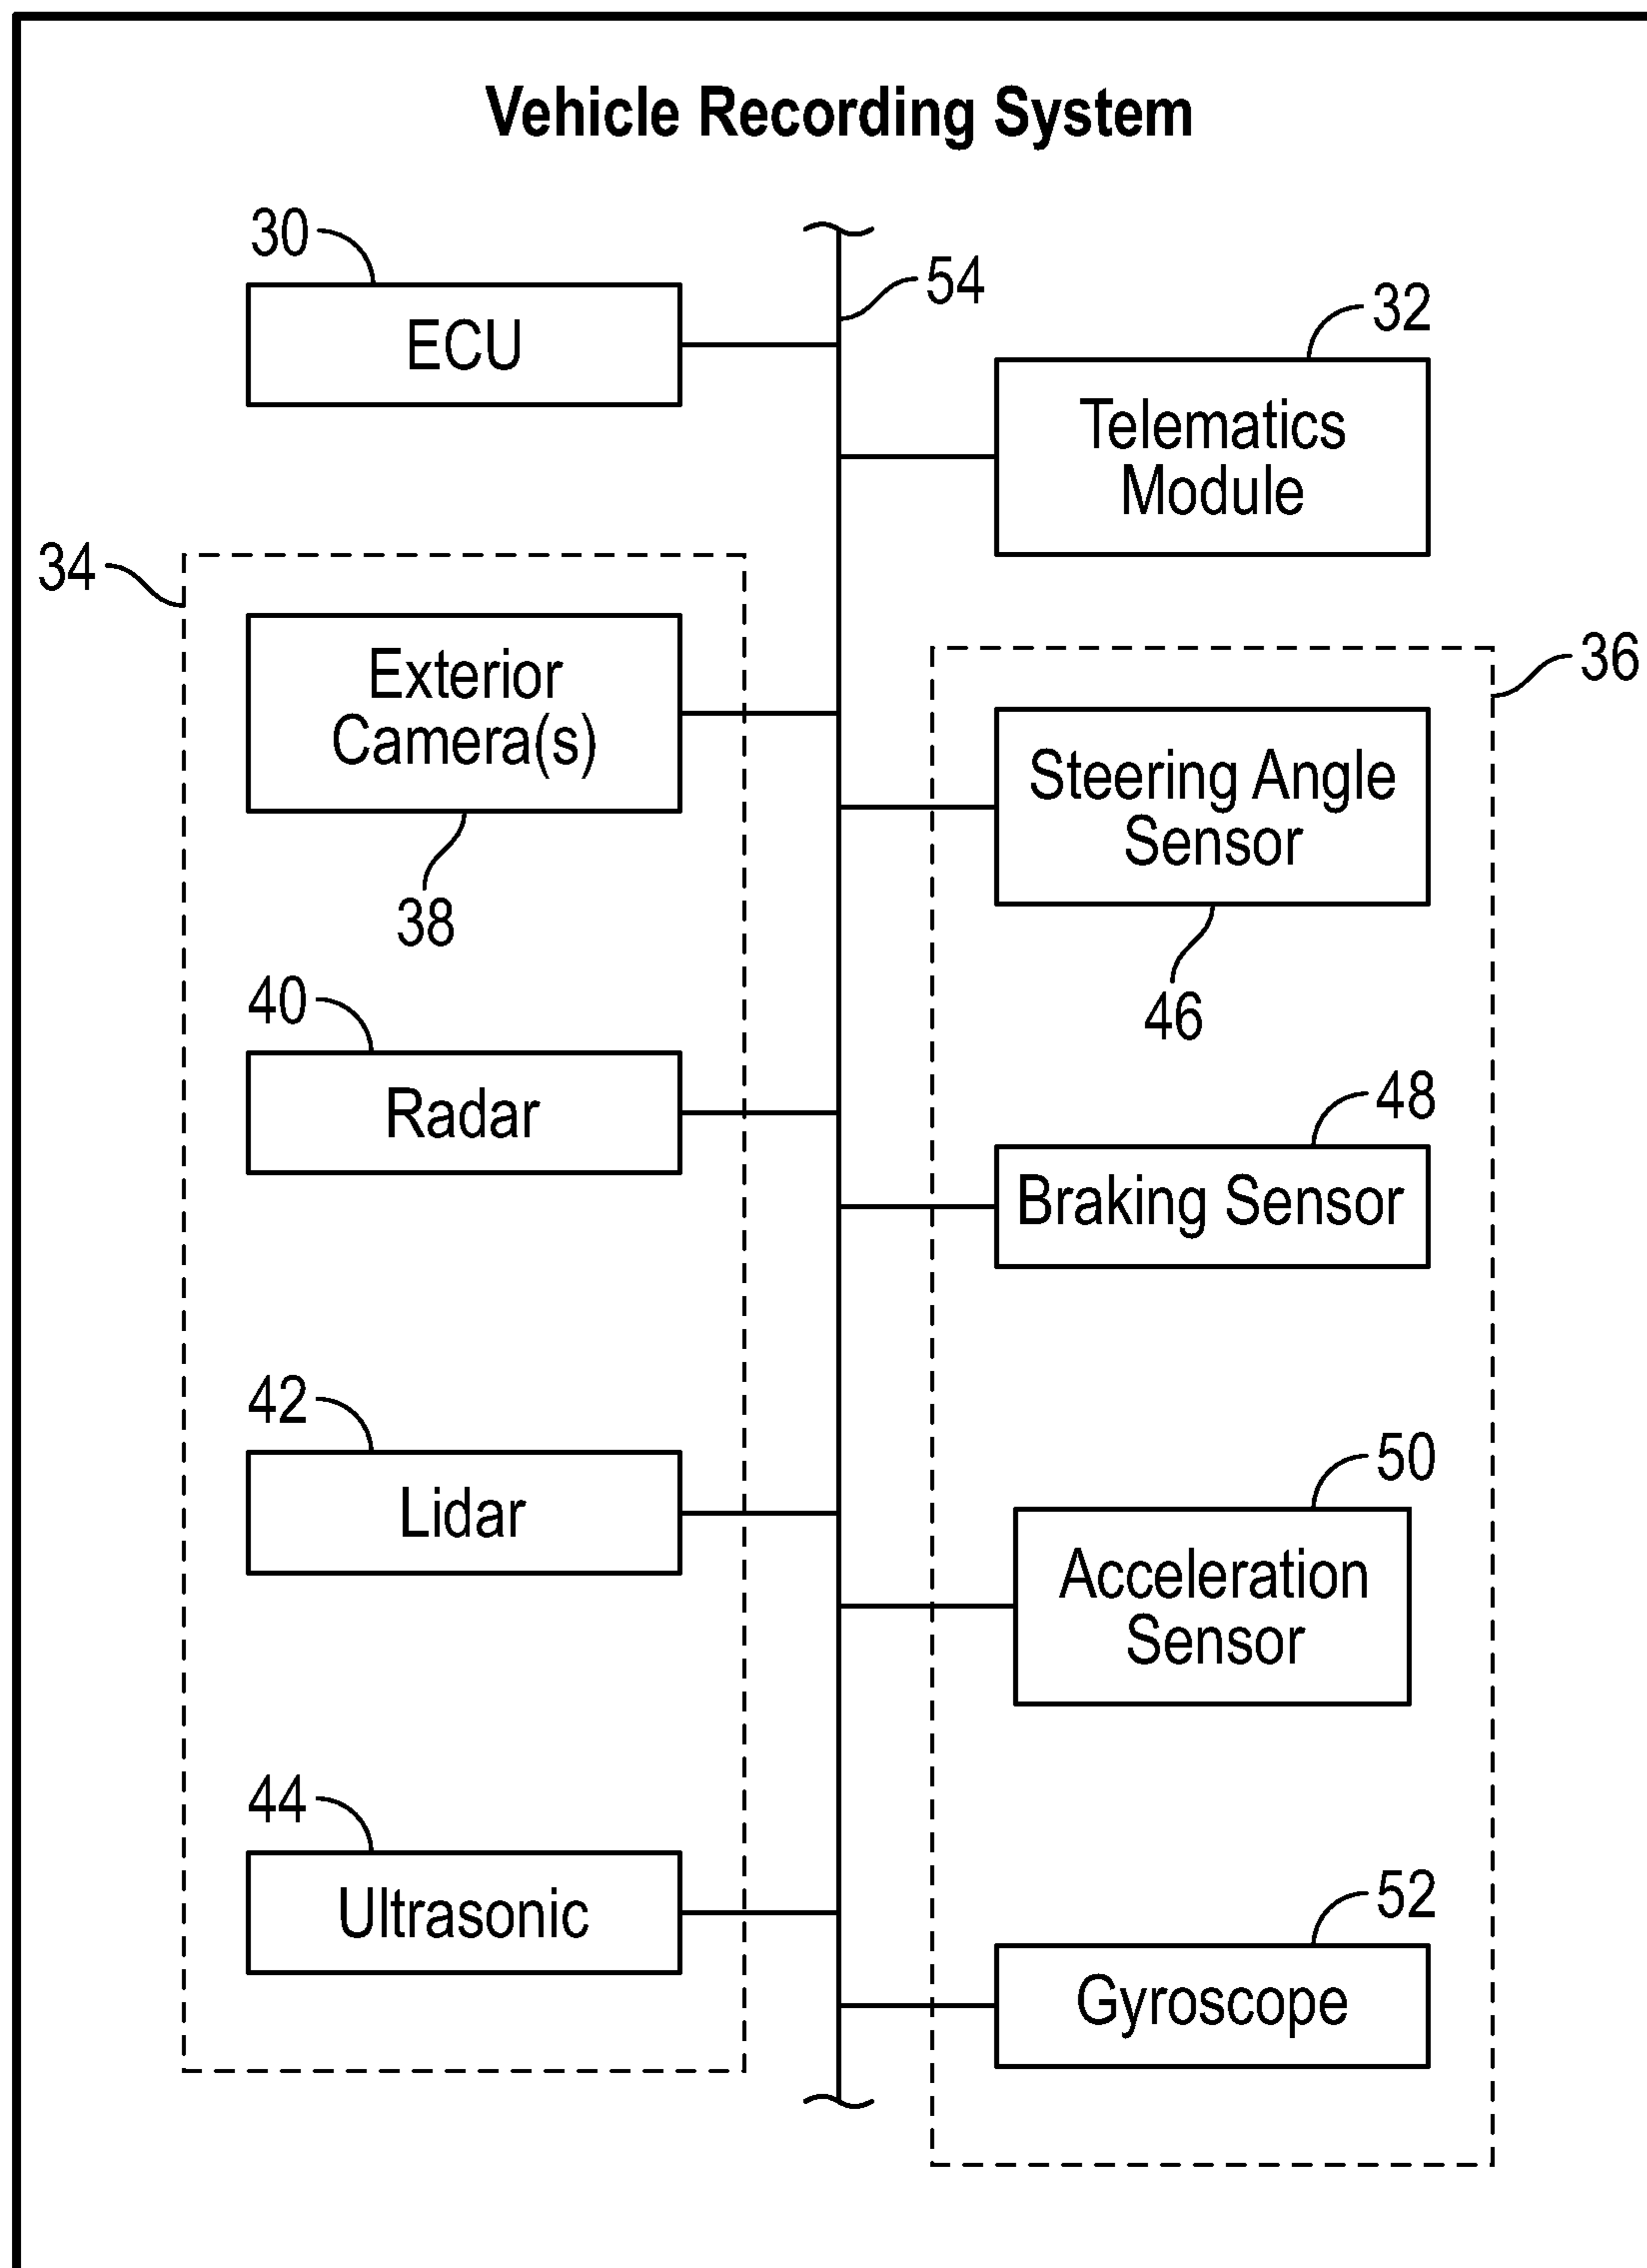 Vehicle Recording System
30
ECU
54
32
Telematics
Module
34
Exterior
Camera(s)
38
36
Steering Angle
Sensor
46
40
Radar
48
Braking Sensor
42
Lidar
50
Acceleration
Sensor
44
Ultrasonic
52
Gyroscope